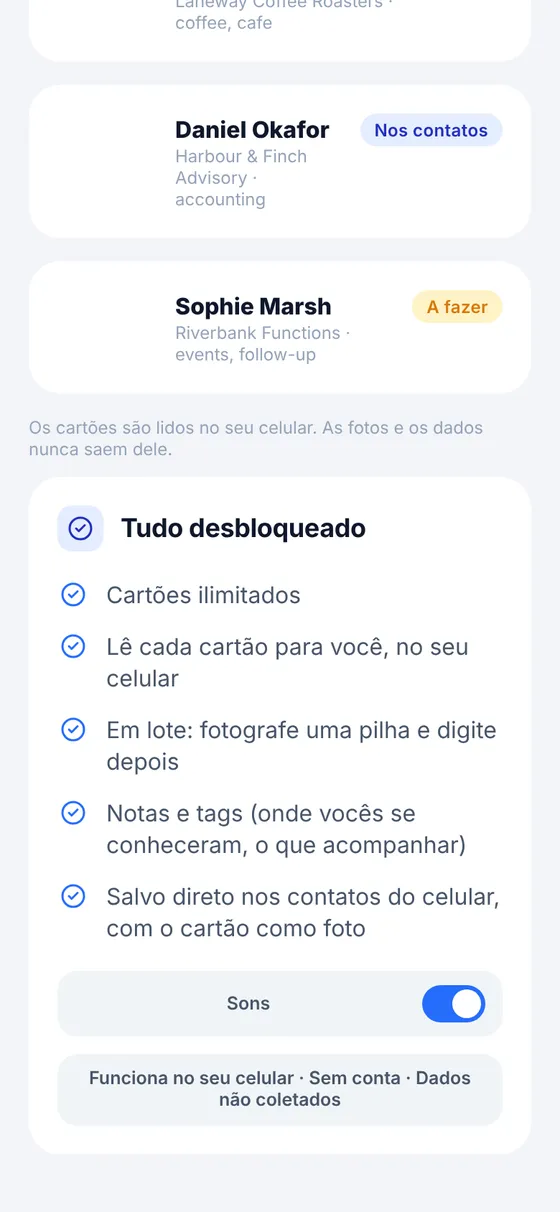 Laneway Coffee Roasters ·
coffee, cafe
Daniel Okafor
Nos contatos
Harbour & Finch
Advisory ·
accounting
Sophie Marsh
A fazer
Riverbank Functions ·
events, follow-up
Os cartões são lidos no seu celular. As fotos e os dados
nunca saem dele.
Tudo desbloqueado
Cartões ilimitados
Lê cada cartão para você, no seu
celular
Em lote: fotografe uma pilha e digite
depois
Notas e tags (onde vocês se
conheceram, o que acompanhar)
Salvo direto nos contatos do celular,
com o cartão como foto
Sons
Funciona no seu celular · Sem conta · Dados
não coletados